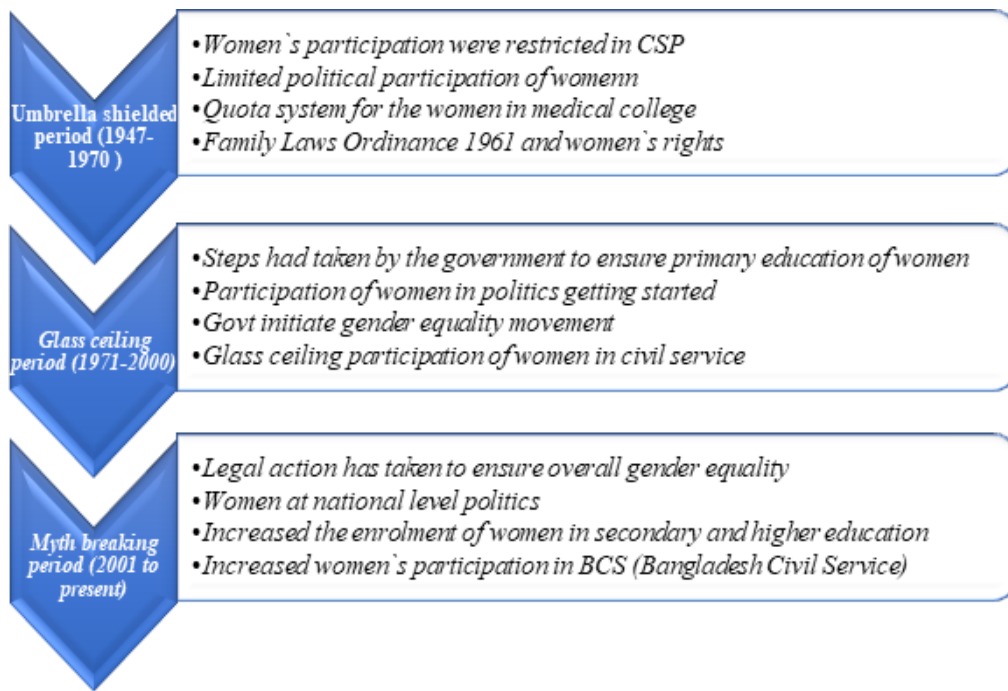 Umbrella shielded
period (1947-
1970 )
•Women`s participation were restricted in CSP
•Limited political participation of womenn
•Quota system for the women in medical college
•Family Laws Ordinance 1961 and women`s rights
Glass ceiling
period (1971-2000)
•Steps had taken by the government to ensure primary education of women
•Participation of women in politics getting started
•Govt initiate gender equality movement
•Glass ceiling participation of women in civil service
Myth breaking
period (2001 to
present)
•Legal action has taken to ensure overall gender equality
•Women at national level politics
•Increased the enrolment of women in secondary and higher education
•Increased women`s participation in BCS (Bangladesh Civil Service)